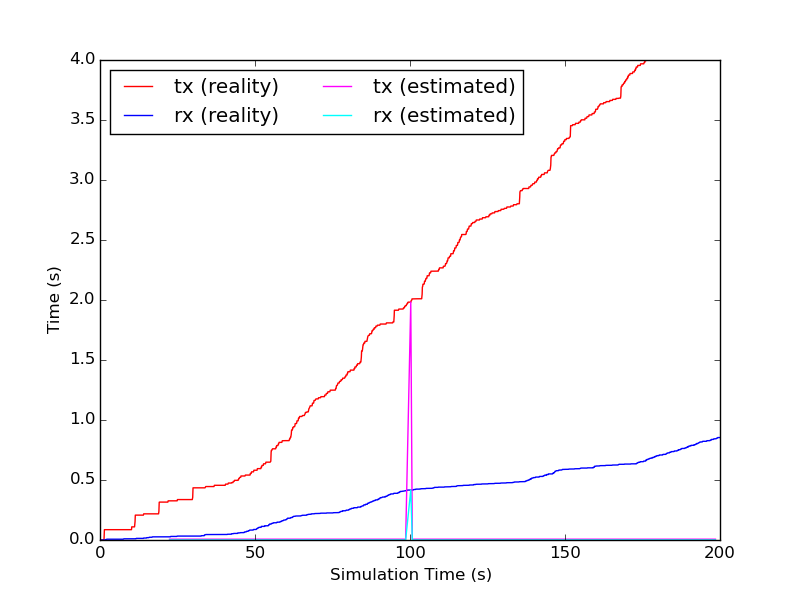 4.0
3.5
3.0
2.5
2.0
1.5
1.0
0.5
0.0
Time (s)
tx (reality) tx (estimated)
rx (reality) rx (estimated)
0 50 100 150 200
Simulation Time (s)